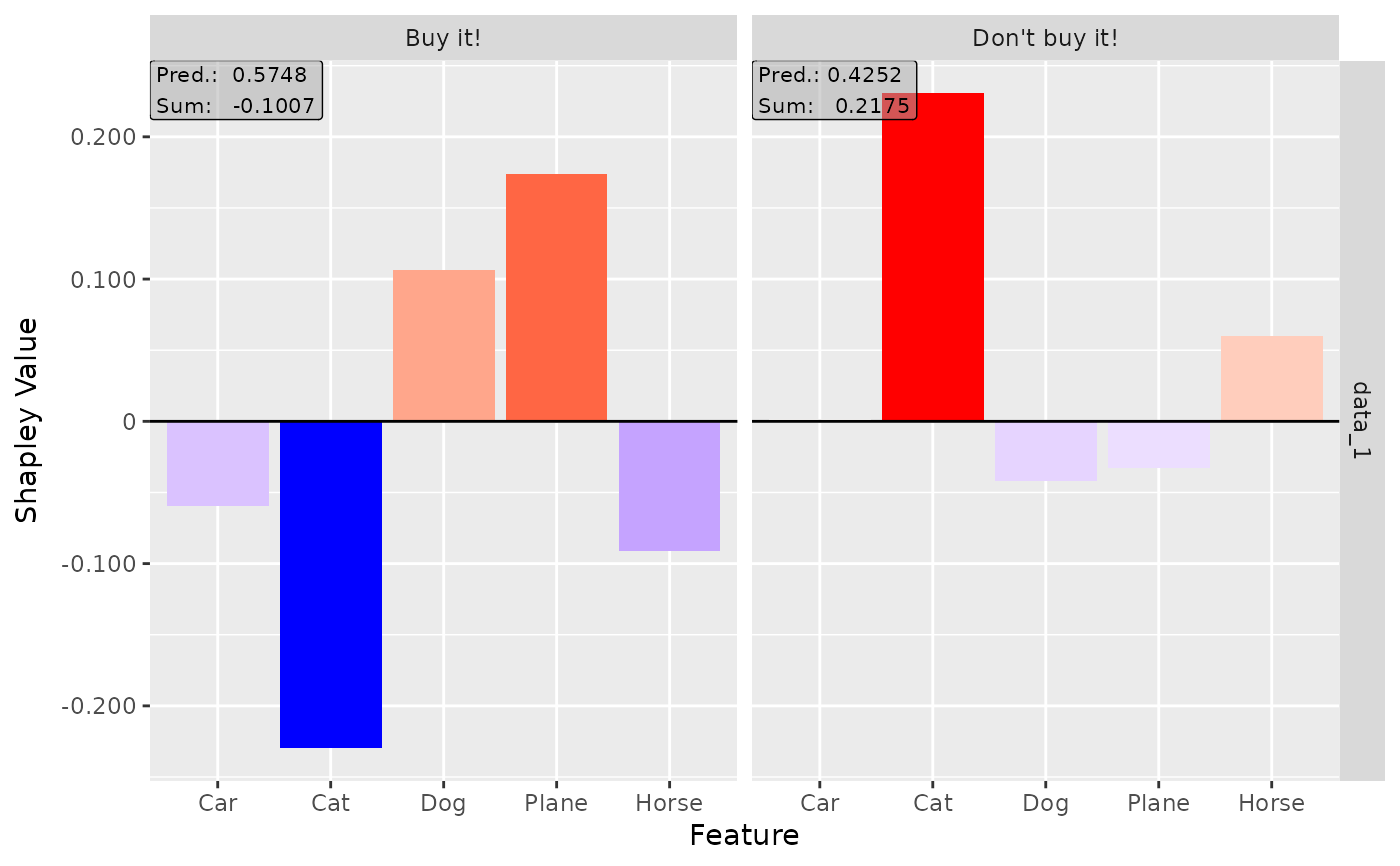 Buy it!
Don't buy it!
Pred.: 0.5748
Sum: -0.1007
Pred.: 0.4252
Sum: 0.2175
0.200
0.100
0
-0.100
-0.200
Shapley Value
data_1
Car Cat Dog Plane Horse
Car Cat Dog Plane Horse
Feature